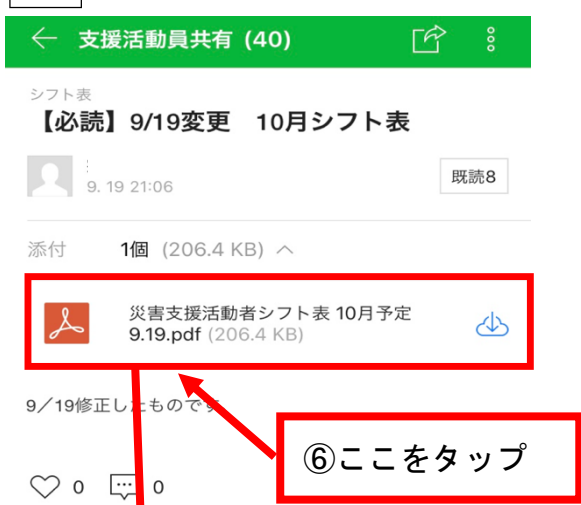 支援活動員共有 (40)
シフト表
【必読】9/19変更　10月シフト表
9. 19 21:06
既読8
添付 1個 (206.4 KB)
災害支援活動者シフト表 10月予定
9.19.pdf (206.4 KB)
9／19修正したものです
⑥ここをタップ
0 0